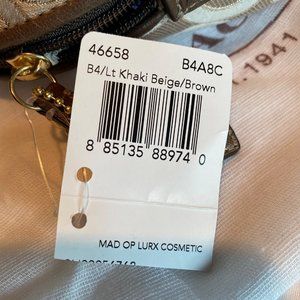 46658 B4A8C
B4/Lt Khaki Beige/Brown
8 85135 88974 0
MAD OP LURX COSMETIC
1941